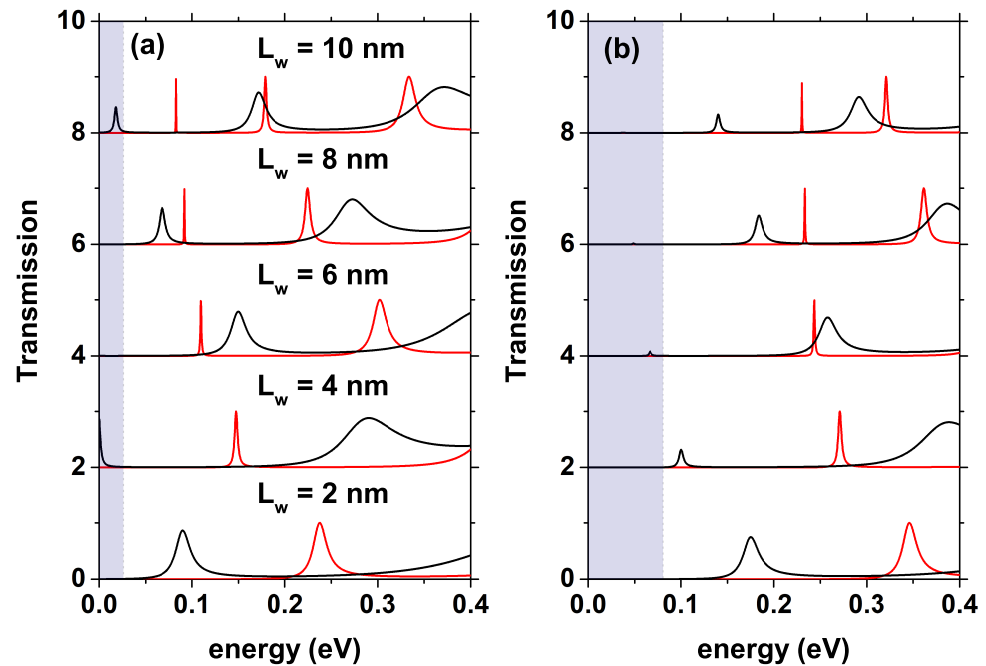 10
(a)
L_w = 10 nm
8
L_w = 8 nm
6
L_w = 6 nm
4
L_w = 4 nm
2
L_w = 2 nm
0
0.0 0.1 0.2 0.3 0.4
energy (eV)
Transmission
10
(b)
8
6
4
2
0
0.0 0.1 0.2 0.3 0.4
energy (eV)
Transmission